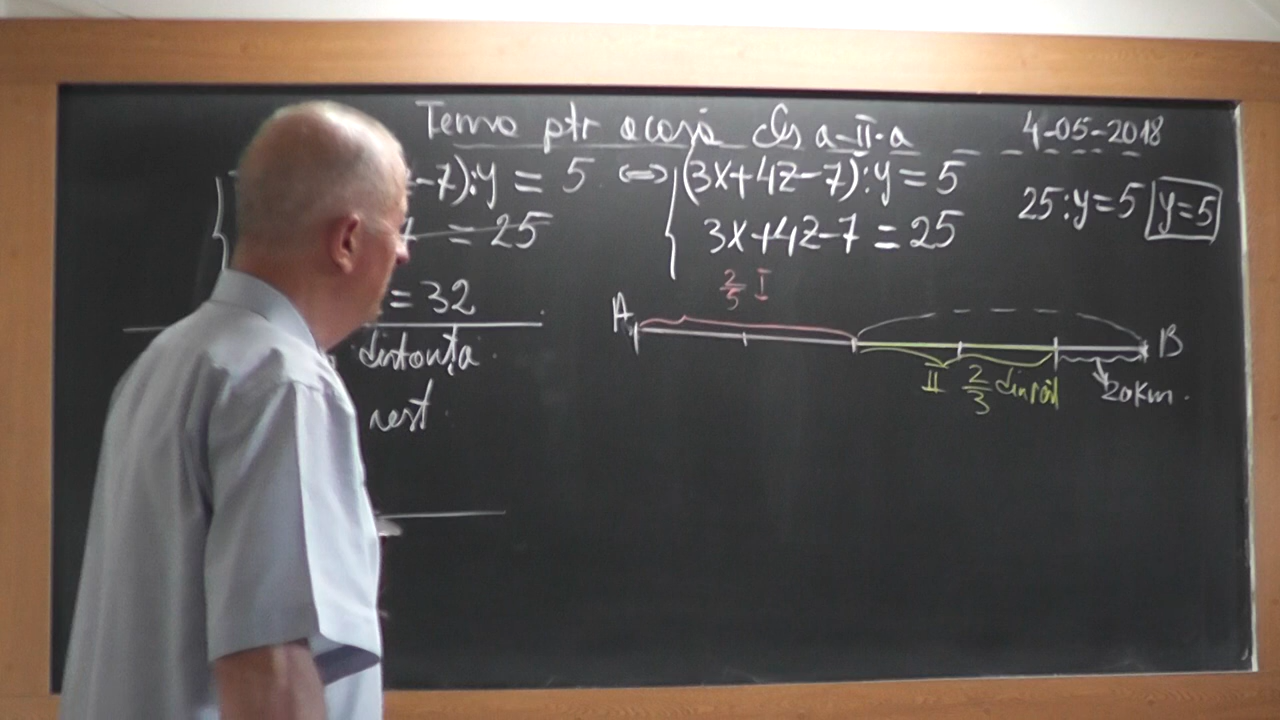 Tema ptr acasă cls a-II-a 4-05-2018
-7):y = 5 ⇔ (3x+4z-7):y = 5 25:y=5 y=5
= 25 3x+4z-7 = 25
= 32
2/5 I
A B
distanța
II 2/3 din rest 20km.
rest